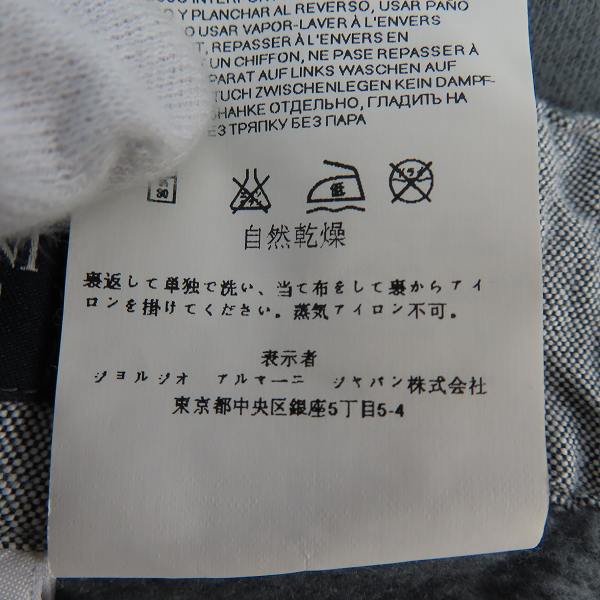 Y PLANCHAR AL REVERSO, USAR PAÑO
USAR VAPOR-LAVER À L'ENVERS
, REPASSER À L'ENVERS EN
UN CHIFFON, NE PASE REPASSER À
PARAT AUF LINKS WASCHEN AUF
TUCH ZWISCHENLEGEN KEIN DAMPF-
ОТДЕЛЬНО, ГЛАДИТЬ НА
ТРЯПКУ БЕЗ ПАРА
低
自然乾燥
裏返して単独で洗い、当て布をして裏からアイ
ロンを掛けてください。蒸気アイロン不可。
表示者
ジョルジオ アルマーニ ジャパン株式会社
東京都中央区銀座5丁目5-4